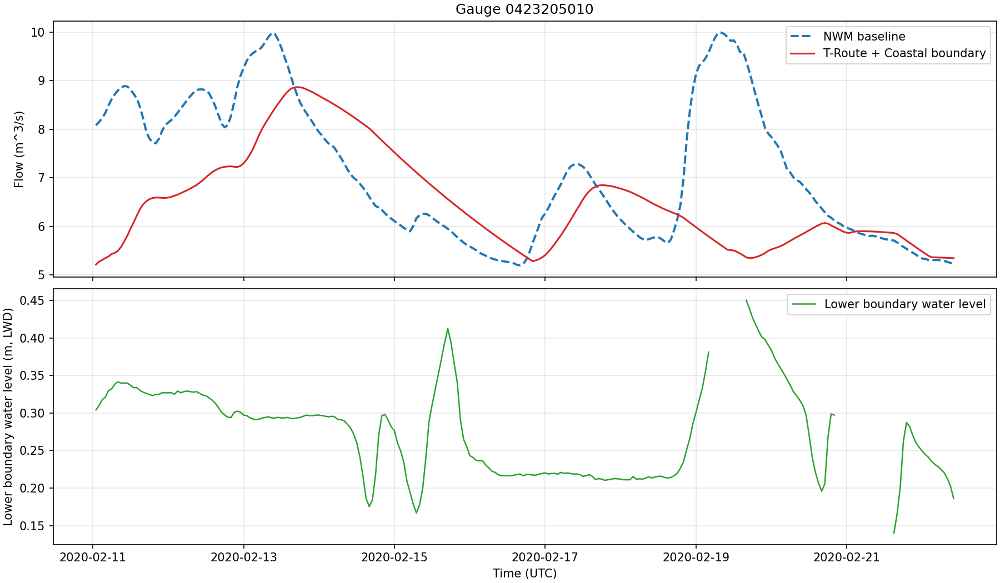 Gauge 0423205010
10
9
8
7
6
5
Flow (m^3/s)
NWM baseline
T-Route + Coastal boundary
0.45
0.40
0.35
0.30
0.25
0.20
0.15
Lower boundary water level (m, LWD)
Lower boundary water level
2020-02-11
2020-02-13
2020-02-15
2020-02-17
2020-02-19
2020-02-21
Time (UTC)